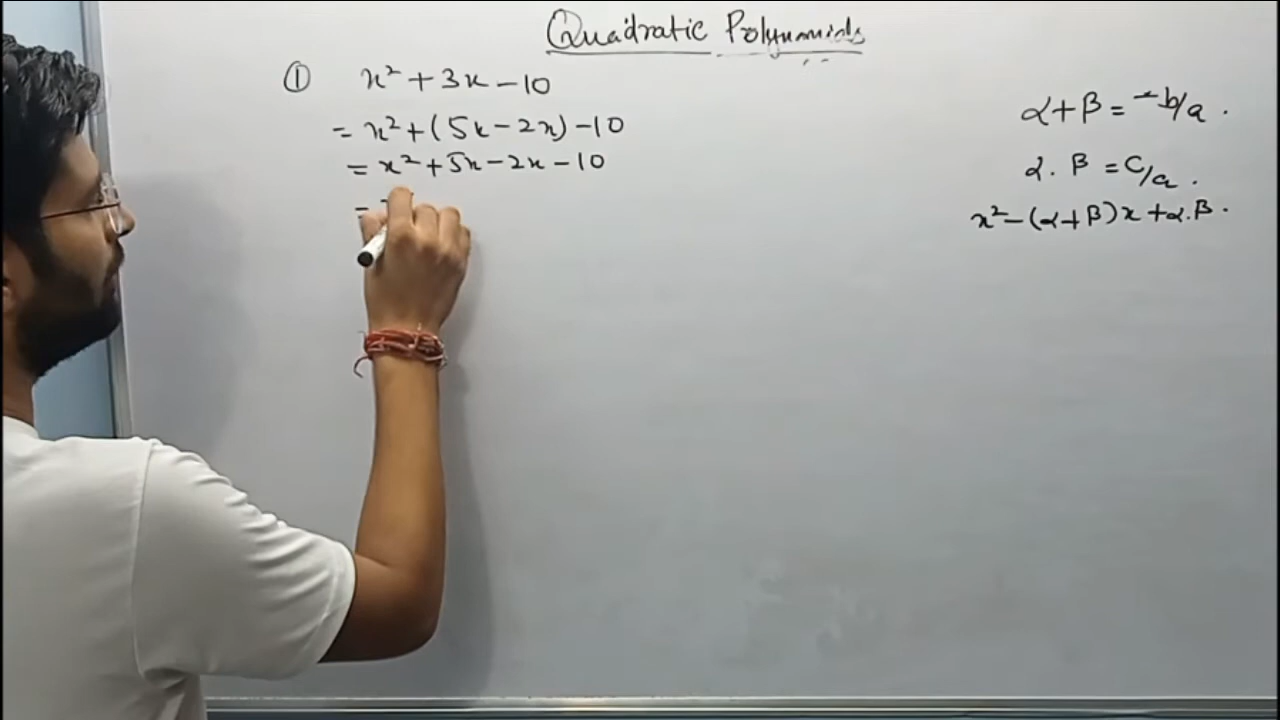 Quadratic Polynomials
① x² + 3x − 10
= x² + (5x − 2x) − 10
= x² + 5x − 2x − 10
=
α + β = −b/a .
α . β = c/a .
x² − (α + β)x + α.β .